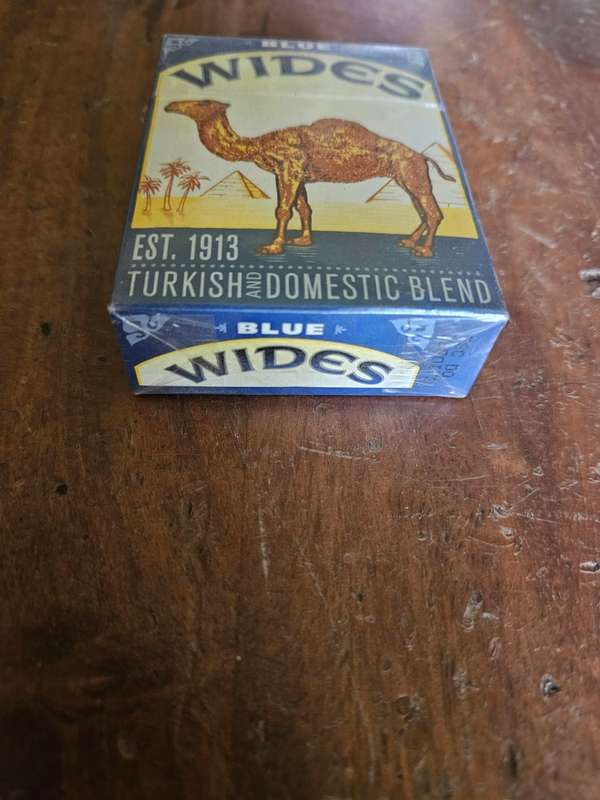 BLUE
WIDES
EST. 1913
TURKISH AND DOMESTIC BLEND
BLUE
WIDES